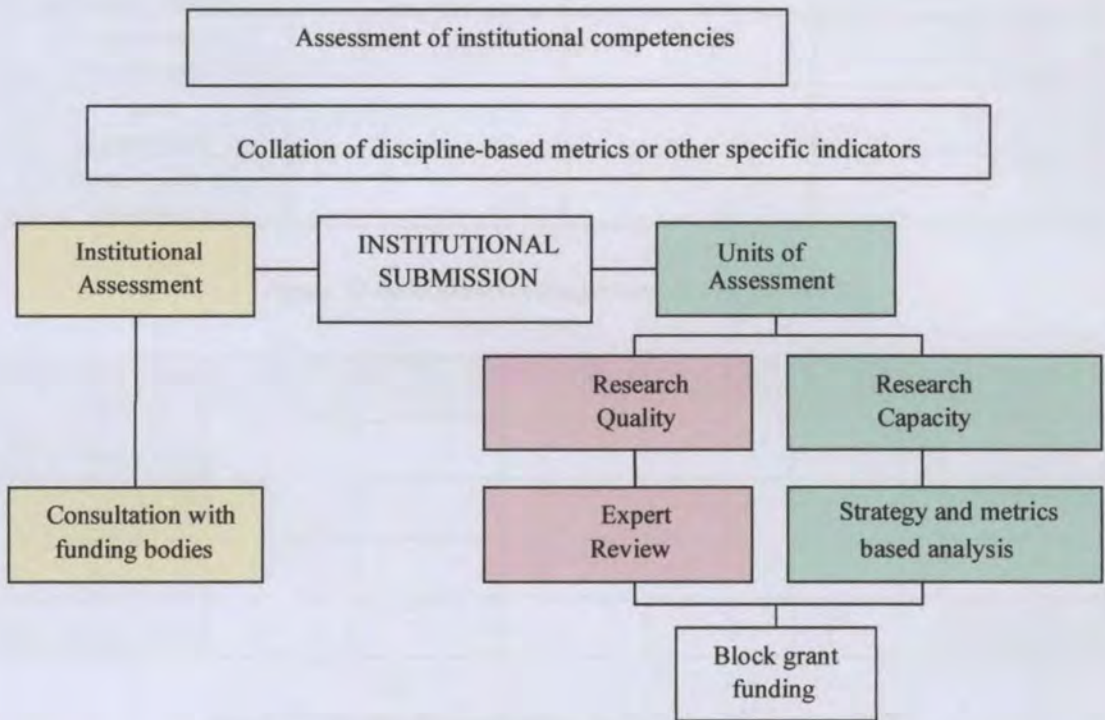 Assessment of institutional competencies
Collation of discipline-based metrics or other specific indicators
Institutional
Assessment
INSTITUTIONAL
SUBMISSION
Units of
Assessment
Research
Quality
Research
Capacity
Consultation with
funding bodies
Expert
Review
Strategy and metrics
based analysis
Block grant
funding